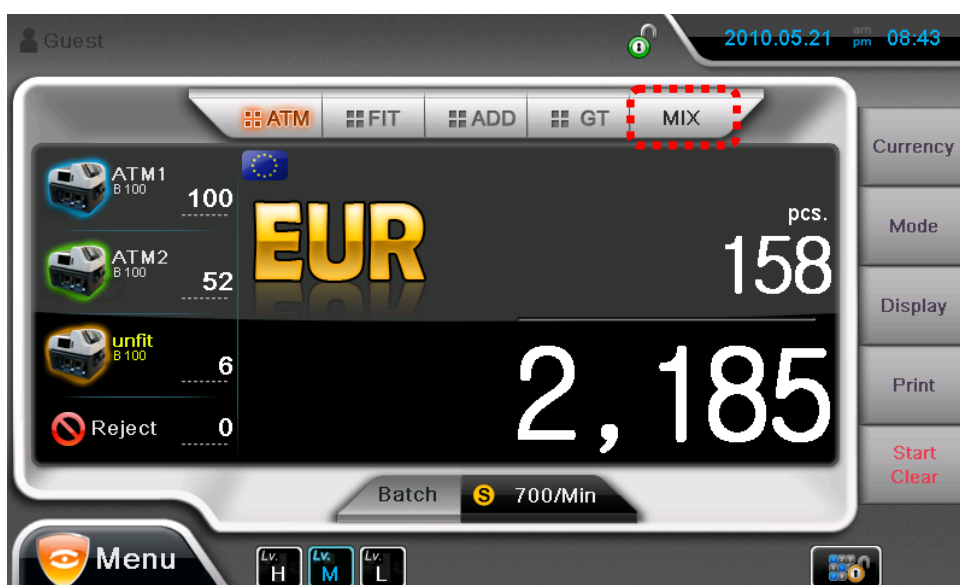 Guest
2010.05.21 am pm 08:43
ATM FIT ADD GT MIX
ATM1
B 100
100
ATM2
B 100
52
unfit
B 100
6
Reject 0
EUR
pcs.
158
2,185
Batch S 700/Min
Currency
Mode
Display
Print
Start
Clear
Menu
Lv. H Lv. M Lv. L